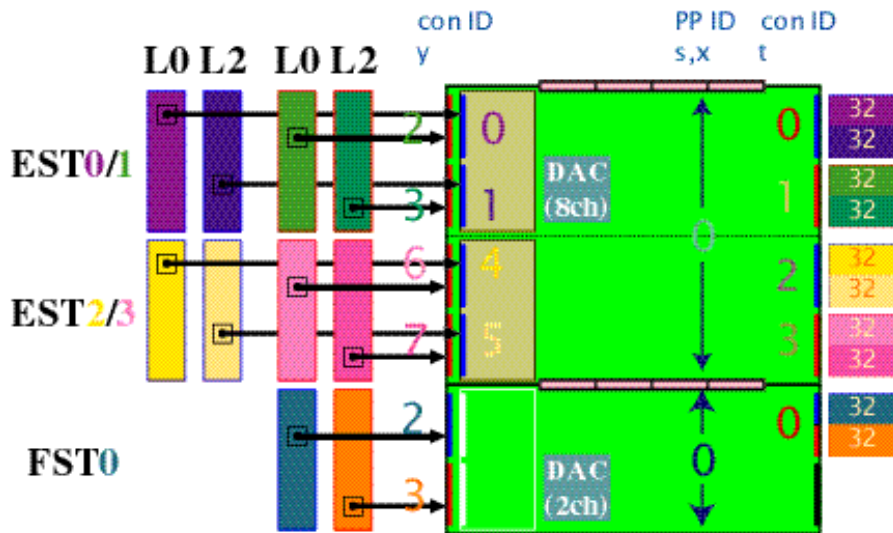 con ID PP ID con ID
y s,x t
L0 L2 L0 L2
EST0/1
2 0 0 32
32
DAC
(8ch)
3 1 1 32
32
0
EST2/3
6 4 2 32
32
7 5 3 32
32
FST0
2 0 0 32
32
3 DAC
(2ch)